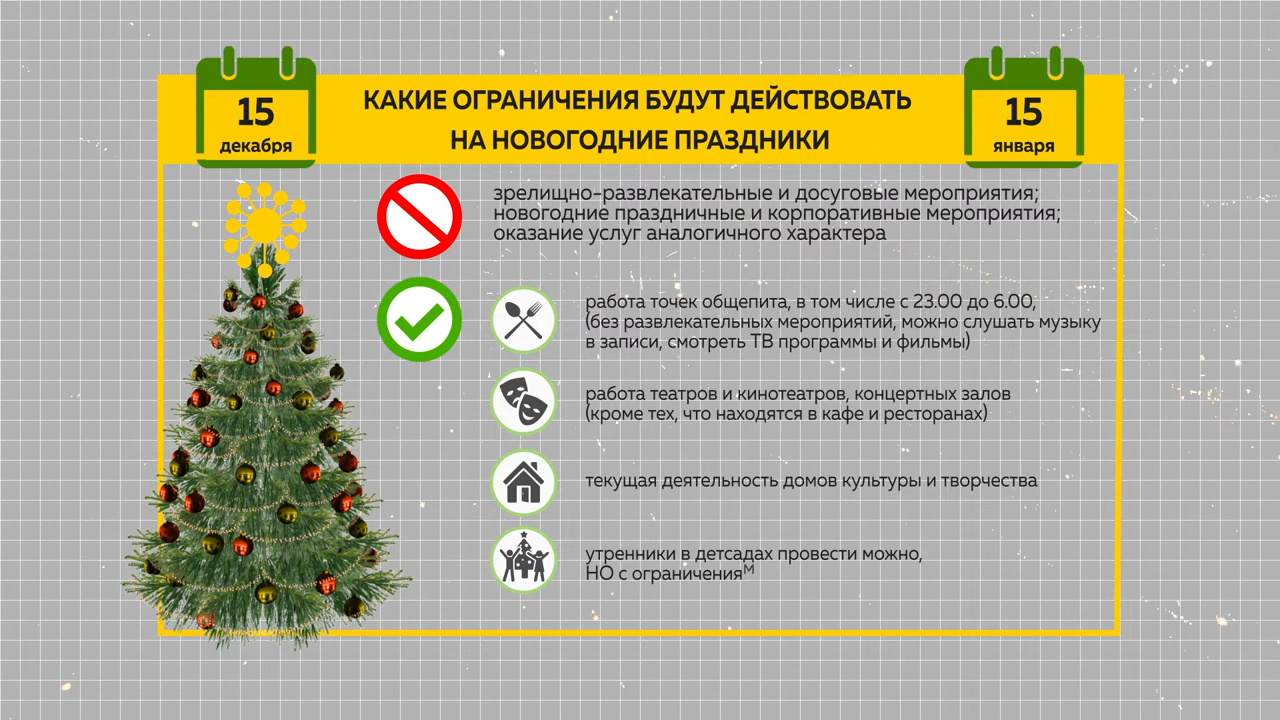 15
декабря
КАКИЕ ОГРАНИЧЕНИЯ БУДУТ ДЕЙСТВОВАТЬ
НА НОВОГОДНИЕ ПРАЗДНИКИ
15
января
зрелищно-развлекательные и досуговые мероприятия;
новогодние праздничные и корпоративные мероприятия;
оказание услуг аналогичного характера
работа точек общепита, в том числе с 23.00 до 6.00,
(без развлекательных мероприятий, можно слушать музыку
в записи, смотреть ТВ программы и фильмы)
работа театров и кинотеатров, концертных залов
(кроме тех, что находятся в кафе и ресторанах)
текущая деятельность домов культуры и творчества
утренники в детсадах провести можно,
НО с ограниченияM